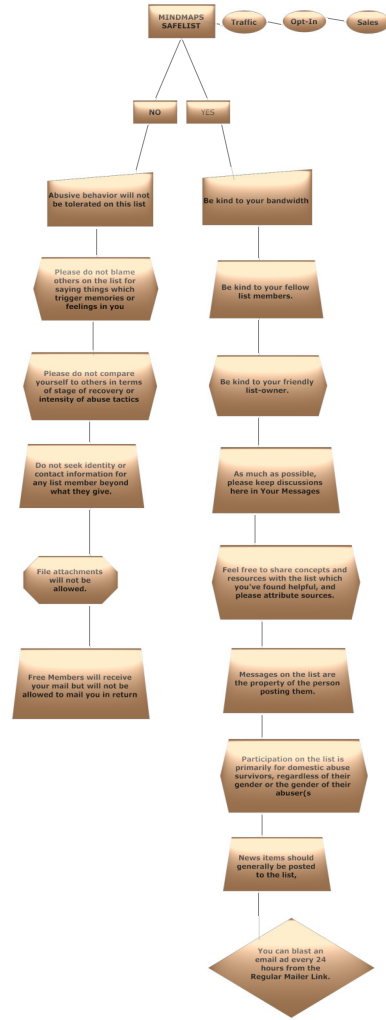 MINDMAPS
SAFELIST
Traffic
Opt-In
Sales
NO
YES
Abusive behavior will not
be tolerated on this list
Please do not blame
others on the list for
saying things which
trigger memories or
feelings in you
Please do not compare
yourself to others in terms
of stage of recovery or
intensity of abuse tactics
Do not seek identity or
contact information for
any list member beyond
what they give.
File attachments
will not be
allowed.
Free Members will receive
your mail but will not be
allowed to mail you in return
Be kind to your bandwidth
Be kind to your fellow
list members.
Be kind to your friendly
list-owner.
As much as possible,
please keep discussions
here in Your Messages
Feel free to share concepts and
resources with the list which
you've found helpful, and
please attribute sources.
Messages on the list are
the property of the person
posting them.
Participation on the list is
primarily for domestic abuse
survivors, regardless of their
gender or the gender of their
abuser(s
News items should
generally be posted
to the list,
You can blast an
email ad every 24
hours from the
Regular Mailer Link.